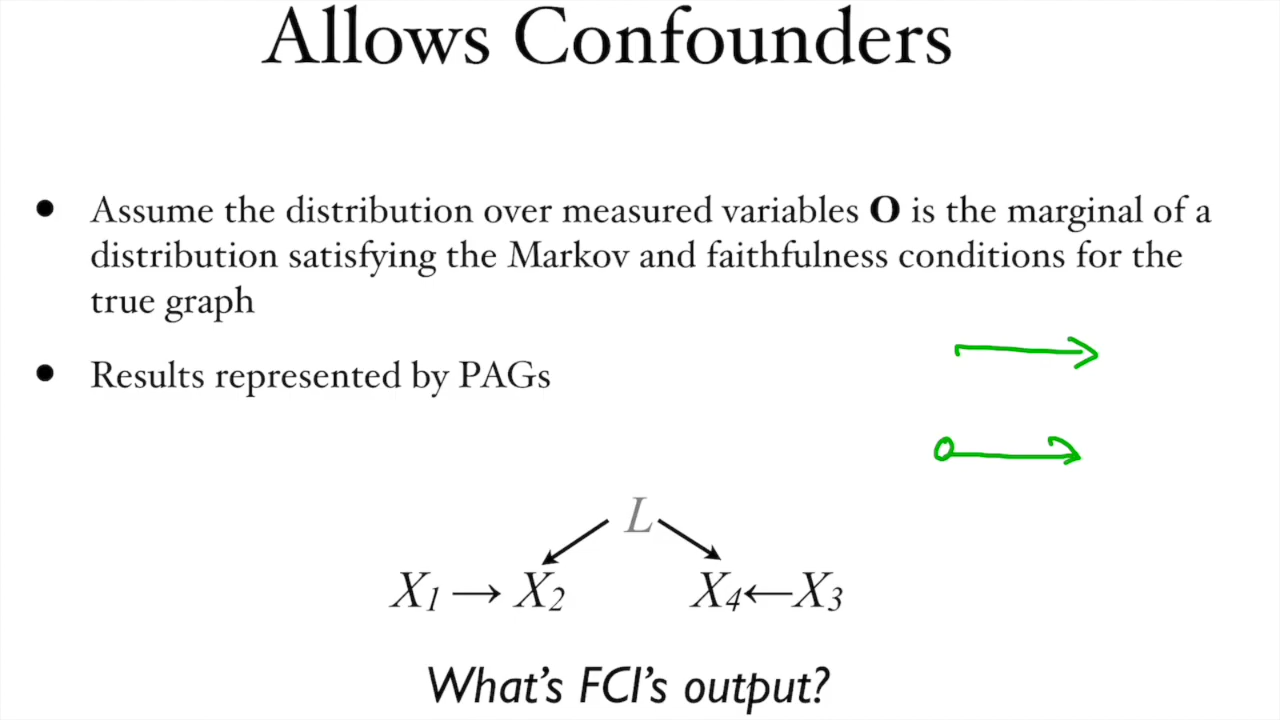 Allows Confounders
• Assume the distribution over measured variables O is the marginal of a
distribution satisfying the Markov and faithfulness conditions for the
true graph
• Results represented by PAGs
L
X₁ → X₂ X₄ ← X₃
What's FCI's output?